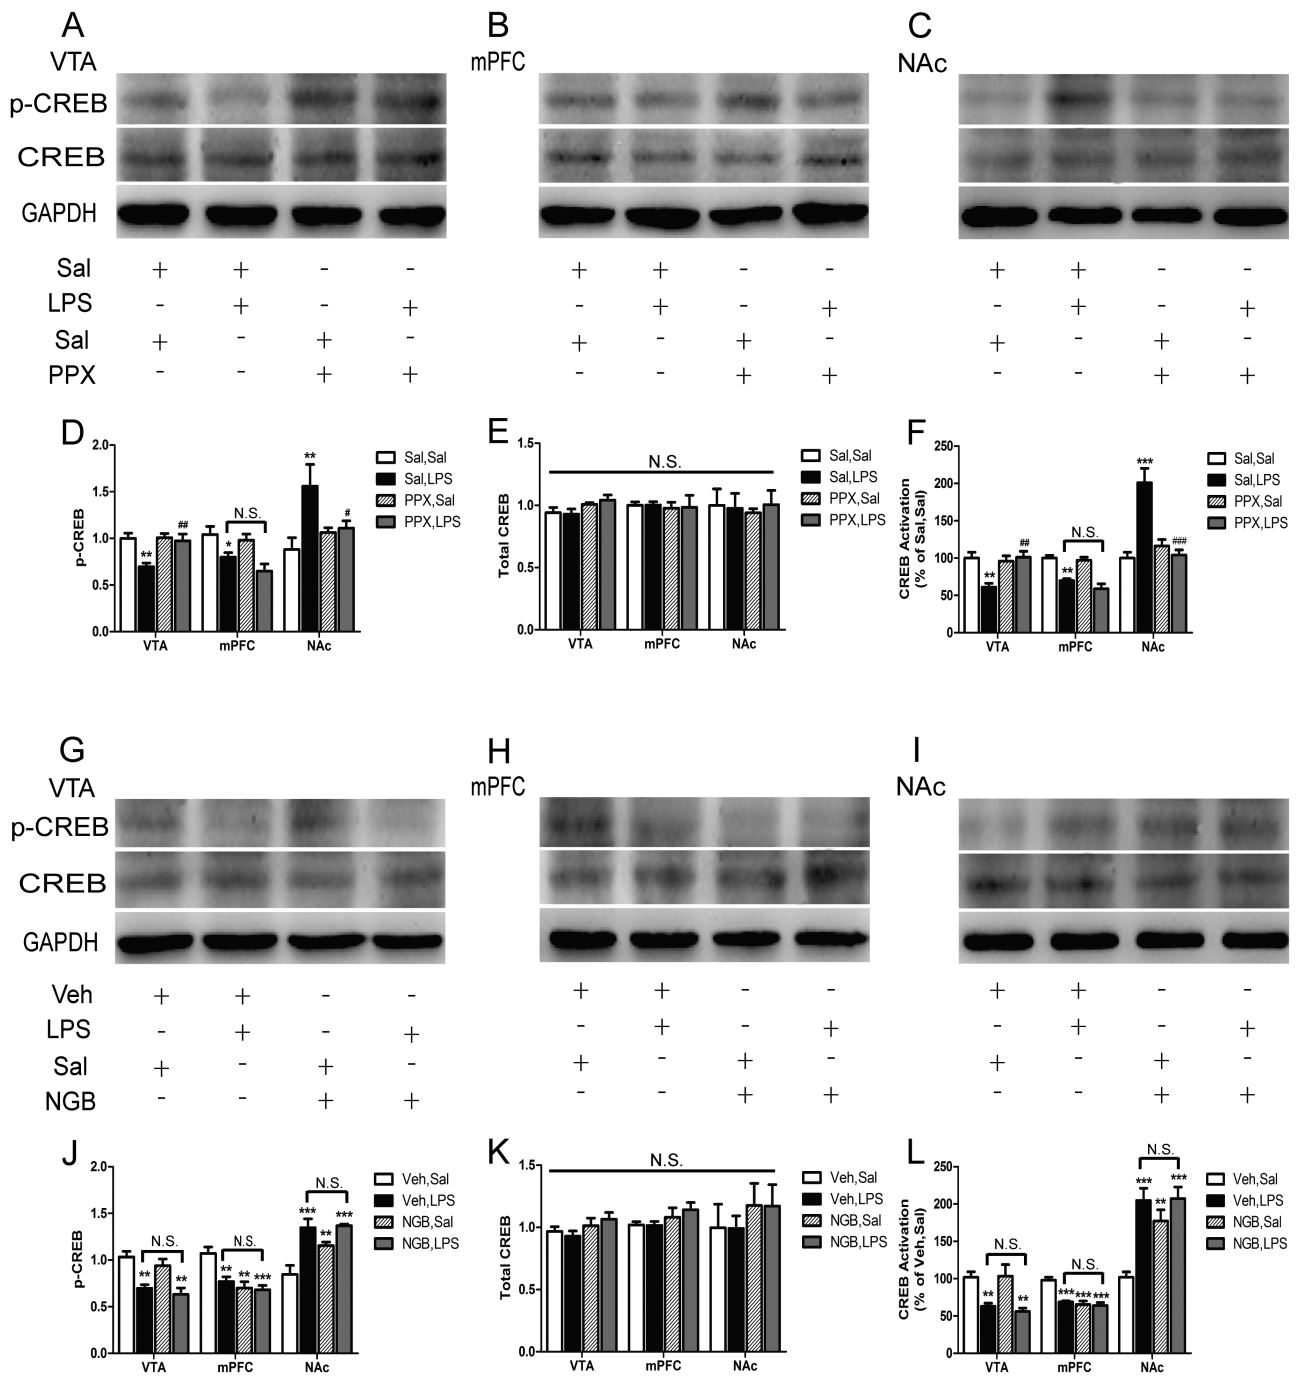 A B C
VTA mPFC NAc
p-CREB
CREB
GAPDH
Sal + + - - + + - - + + - -
LPS - + - + - + - + - + - +
Sal + - + - + - + - + - + -
PPX - - + + - - + + - - + +
D E F
2.0
1.5
1.0
0.5
0.0
p-CREB
** ## * N.S. ** #
VTA mPFC NAc
Sal,Sal
Sal,LPS
PPX,Sal
PPX,LPS
1.5
1.0
0.5
0.0
Total CREB
N.S.
VTA mPFC NAc
Sal,Sal
Sal,LPS
PPX,Sal
PPX,LPS
250
200
150
100
50
0
CREB Activation
(% of Sal,Sal)
** ## ** N.S. *** ###
VTA mPFC NAc
Sal,Sal
Sal,LPS
PPX,Sal
PPX,LPS
G H I
VTA mPFC NAc
p-CREB
CREB
GAPDH
Veh + + - - + + - - + + - -
LPS - + - + - + - + - + - +
Sal + - + - + - + - + - + -
NGB - - + + - - + + - - + +
J K L
2.0
1.5
1.0
0.5
0.0
p-CREB
N.S. N.S. N.S.
** ** ** ** *** *** ** ***
VTA mPFC NAc
Veh,Sal
Veh,LPS
NGB,Sal
NGB,LPS
1.5
1.0
0.5
0.0
Total CREB
N.S.
VTA mPFC NAc
Veh,Sal
Veh,LPS
NGB,Sal
NGB,LPS
250
200
150
100
50
0
CREB Activation
(% of Veh,Sal)
N.S. N.S. N.S.
** ** *** *** *** *** ** ***
VTA mPFC NAc
Veh,Sal
Veh,LPS
NGB,Sal
NGB,LPS